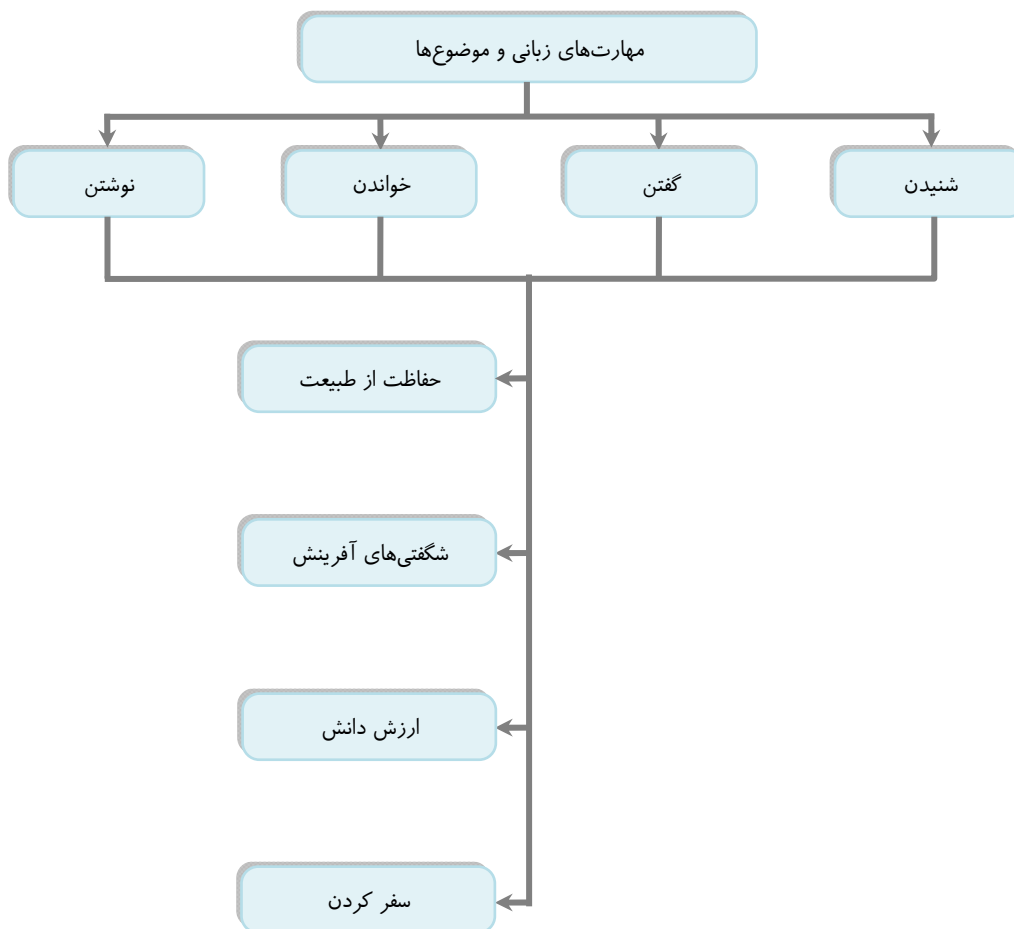 مهارت‌های زبانی و موضوع‌ها
شنیدن
گفتن
خواندن
نوشتن
حفاظت از طبیعت
شگفتی‌های آفرینش
ارزش دانش
سفر کردن